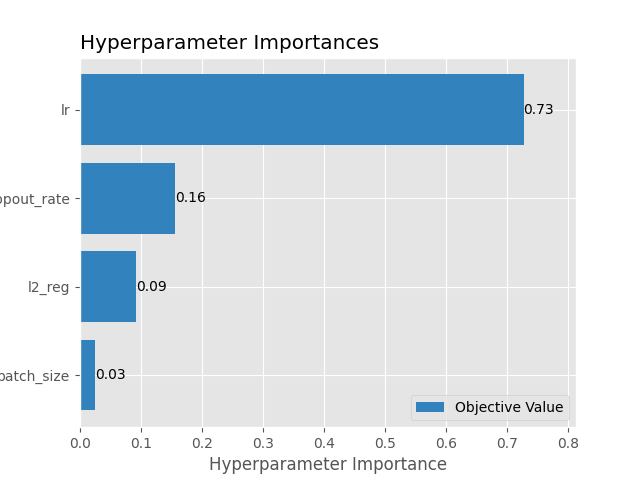 Hyperparameter Importances
lr
0.73
opout_rate
0.16
l2_reg
0.09
batch_size
0.03
Objective Value
0.0 0.1 0.2 0.3 0.4 0.5 0.6 0.7 0.8
Hyperparameter Importance